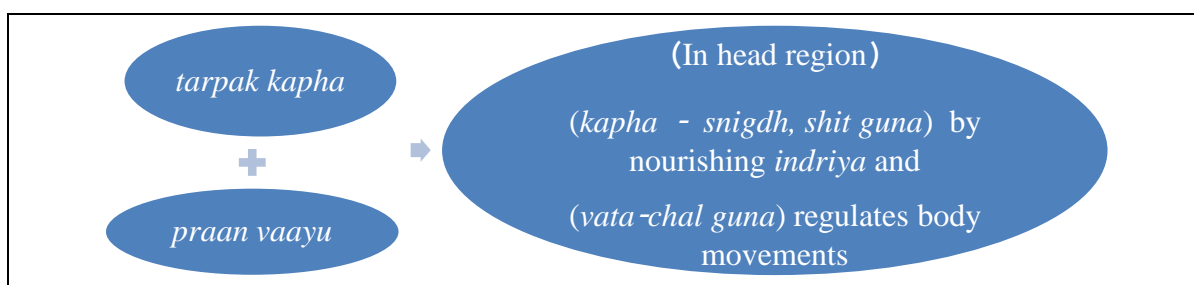 tarpak kapha
+
praan vaayu
(In head region)
(kapha - snigdh, shit guna) by
nourishing indriya and
(vata-chal guna) regulates body
movements